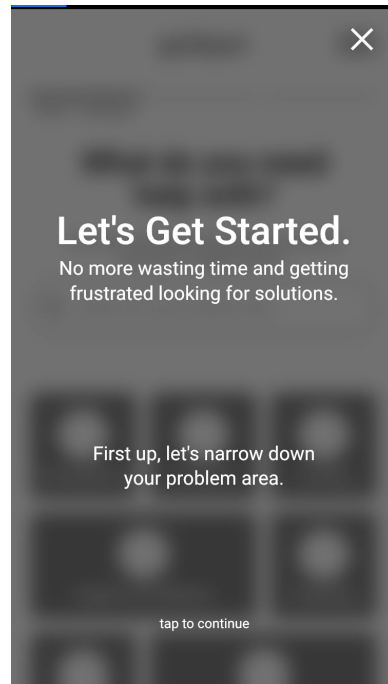 Let's Get Started.
No more wasting time and getting
frustrated looking for solutions.
First up, let's narrow down
your problem area.
tap to continue